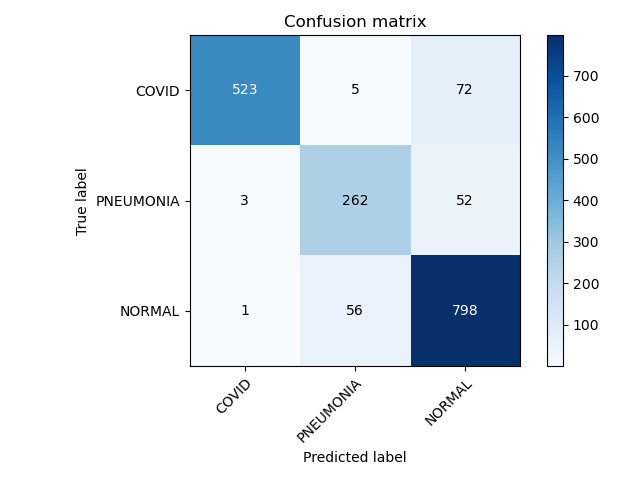 Confusion matrix
COVID 523 5 72
PNEUMONIA 3 262 52
NORMAL 1 56 798
True label
COVID PNEUMONIA NORMAL
Predicted label
700
600
500
400
300
200
100